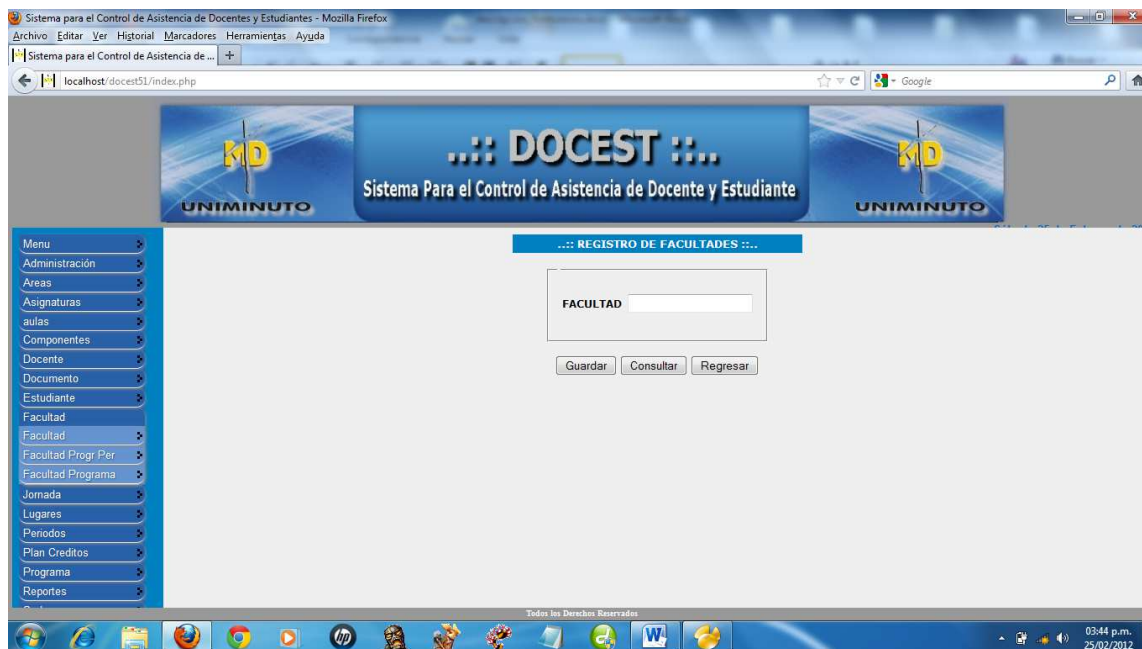 Sistema para el Control de Asistencia de Docentes y Estudiantes - Mozilla Firefox
Archivo Editar Ver Historial Marcadores Herramientas Ayuda
Sistema para el Control de Asistencia de ... +
localhost/docest51/index.php
Google
MD
UNIMINUTO
..:: DOCEST ::..
Sistema Para el Control de Asistencia de Docente y Estudiante
MD
UNIMINUTO
Menu
Administración
Areas
Asignaturas
aulas
Componentes
Docente
Documento
Estudiante
Facultad
Facultad
Facultad Progr Per
Facultad Programa
Jornada
Lugares
Periodos
Plan Creditos
Programa
Reportes
..:: REGISTRO DE FACULTADES ::..
FACULTAD
Guardar Consultar Regresar
Todos los Derechos Reservados
03:44 p.m.
25/02/2012